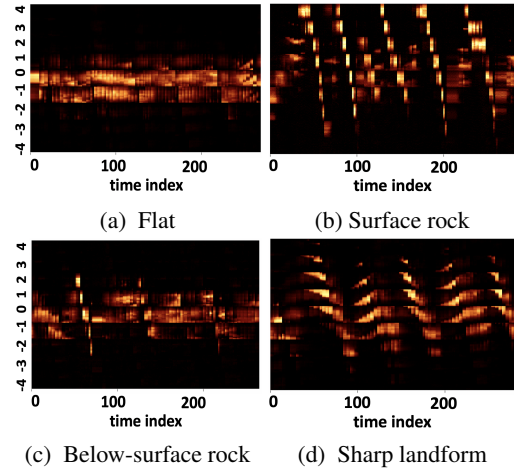 4
3
2
1
0
-1
-2
-3
-4
0 100 200
time index
0 100 200
time index
(a) Flat
(b) Surface rock
4
3
2
1
0
-1
-2
-3
-4
0 100 200
time index
0 100 200
time index
(c) Below-surface rock
(d) Sharp landform